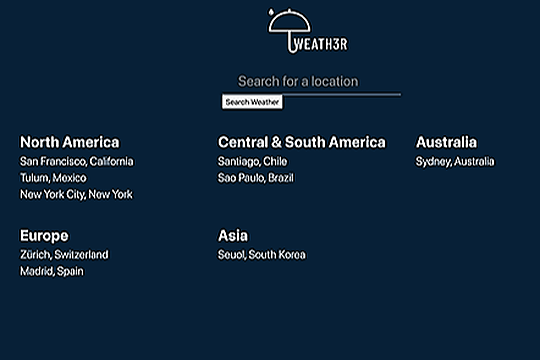 WEATH3R
Search for a location
Search Weather
North America
San Francisco, California
Tulum, Mexico
New York City, New York
Central & South America
Santiago, Chile
Sao Paulo, Brazil
Australia
Sydney, Australia
Europe
Zürich, Switzerland
Madrid, Spain
Asia
Seuol, South Korea